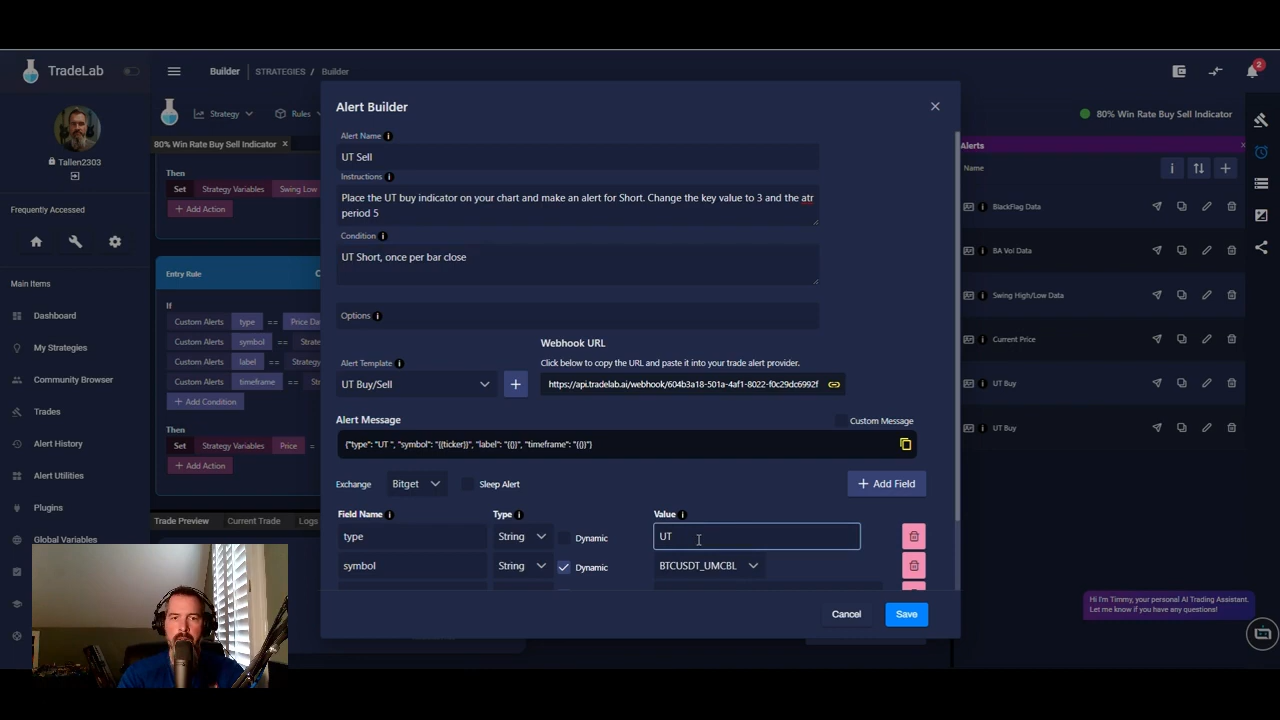 TradeLab
Builder
STRATEGIES / Builder
2
Tallen2303
Frequently Accessed
Main Items
Dashboard
My Strategies
Community Browser
Trades
Alert History
Alert Utilities
Plugins
Global Variables
Strategy
Rules
80% Win Rate Buy Sell Indicator
80% Win Rate Buy Sell Indicator
Then
Set Strategy Variables Swing Low
+ Add Action
Entry Rule
If
Custom Alerts type == Price Da
Custom Alerts symbol == Strate
Custom Alerts label == Strateg
Custom Alerts timeframe == Str
+ Add Condition
Then
Set Strategy Variables Price =
+ Add Action
Trade Preview Current Trade Logs
Alert Builder
Alert Name
UT Sell
Instructions
Place the UT buy indicator on your chart and make an alert for Short. Change the key value to 3 and the atr
period 5
Condition
UT Short, once per bar close
Options
Webhook URL
Click below to copy the URL and paste it into your trade alert provider.
Alert Template
UT Buy/Sell
https://api.tradelab.ai/webhook/604b3a18-501a-4af1-8022-f0c29dc6992f
Alert Message
Custom Message
{"type": "UT ", "symbol": "{{ticker}}", "label": "{{}}", "timeframe": "{{}}"}
Exchange Bitget Sleep Alert
+ Add Field
Field Name Type Value
type String Dynamic UT
symbol String Dynamic BTCUSDT_UMCBL
Cancel Save
Alerts
Name
BlackFlag Data
BA Vol Data
Swing High/Low Data
Current Price
UT Buy
UT Buy
Hi I'm Timmy, your personal AI Trading Assistant.
Let me know if you have any questions!